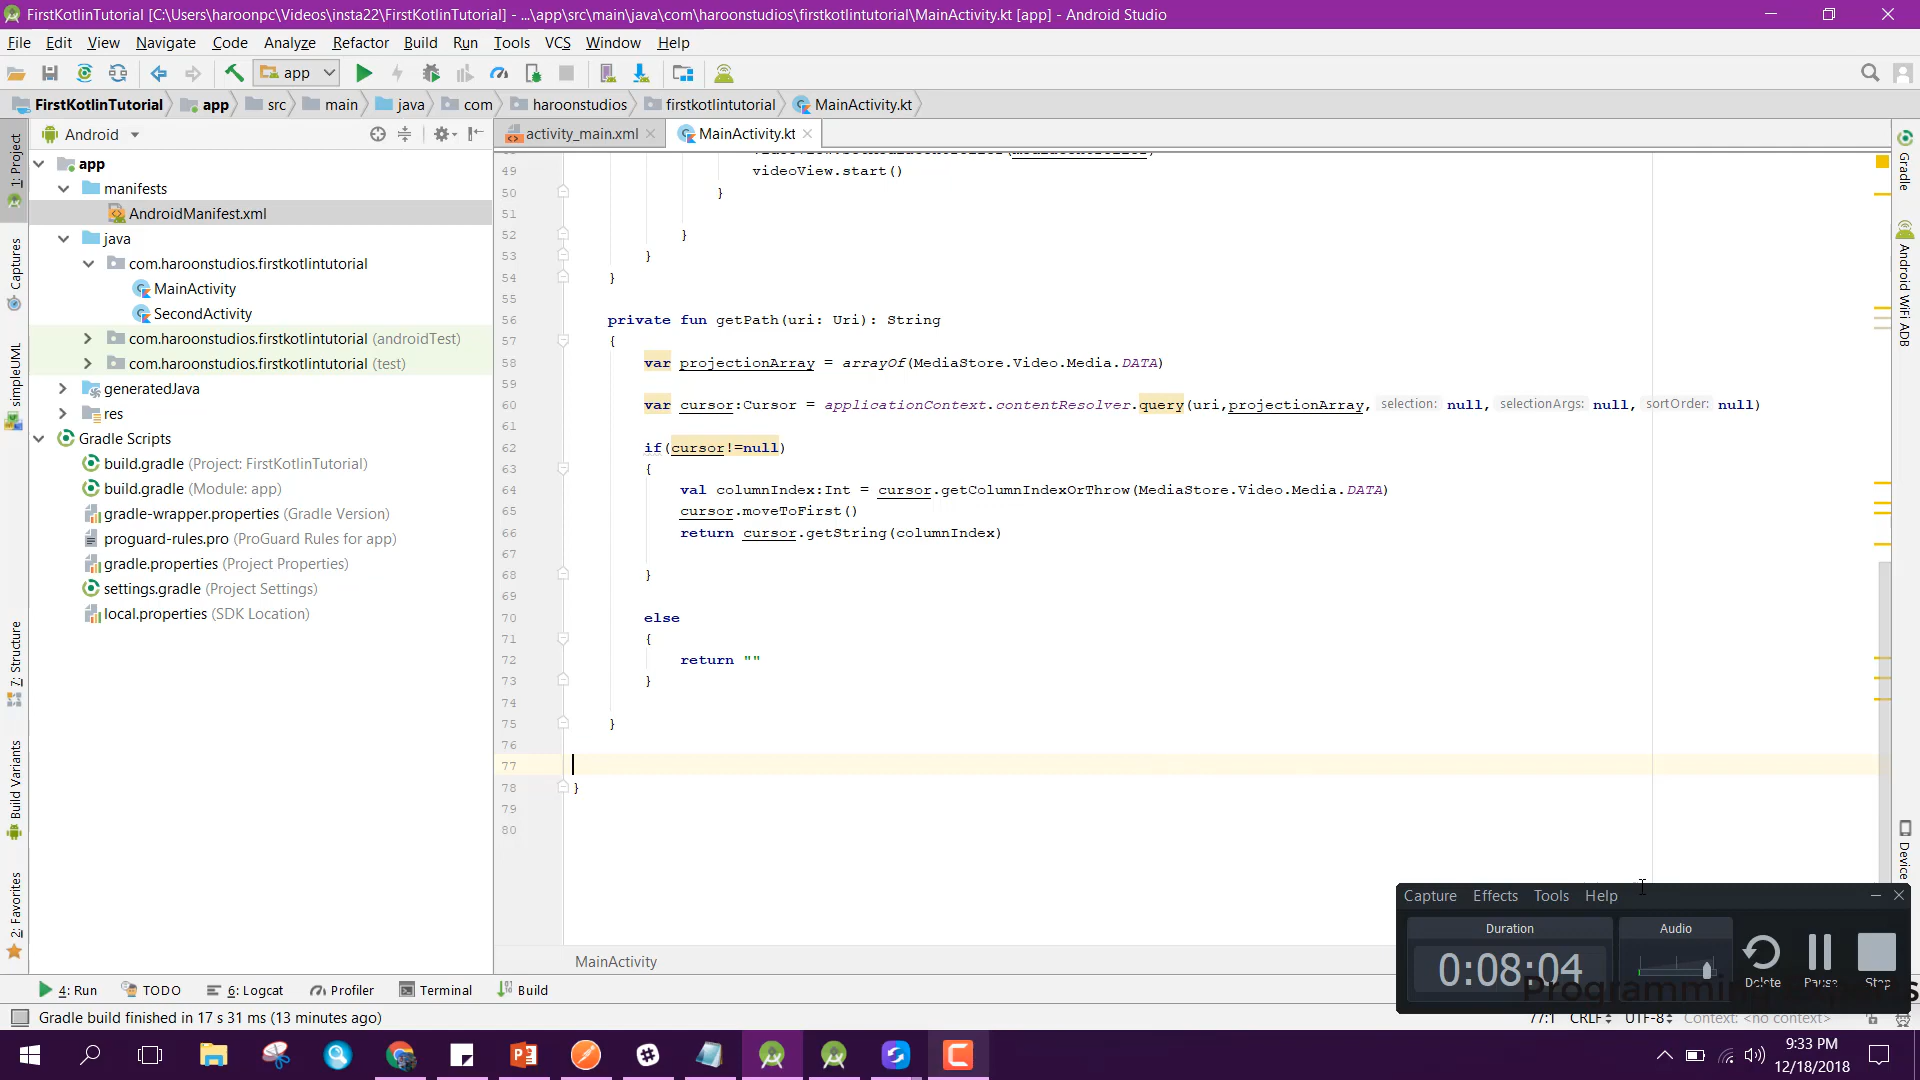 FirstKotlinTutorial [C:\Users\haroonpc\Videos\insta22\FirstKotlinTutorial] - ...\app\src\main\java\com\haroonstudios\firstkotlintutorial\MainActivity.kt [app] - Android Studio
File Edit View Navigate Code Analyze Refactor Build Run Tools VCS Window Help
app
FirstKotlinTutorial app src main java com haroonstudios firstkotlintutorial MainActivity.kt
Android activity_main.xml MainActivity.kt
1: Project
Captures
simpleUML
7: Structure
Build Variants
2: Favorites
app
manifests
AndroidManifest.xml
java
com.haroonstudios.firstkotlintutorial
MainActivity
SecondActivity
com.haroonstudios.firstkotlintutorial (androidTest)
com.haroonstudios.firstkotlintutorial (test)
generatedJava
res
Gradle Scripts
build.gradle (Project: FirstKotlinTutorial)
build.gradle (Module: app)
gradle-wrapper.properties (Gradle Version)
proguard-rules.pro (ProGuard Rules for app)
gradle.properties (Project Properties)
settings.gradle (Project Settings)
local.properties (SDK Location)
49 videoView.start()
50 }
51
52 }
53 }
54 }
55
56 private fun getPath(uri: Uri): String
57 {
58 var projectionArray = arrayOf(MediaStore.Video.Media.DATA)
59
60 var cursor:Cursor = applicationContext.contentResolver.query(uri,projectionArray, selection: null, selectionArgs: null, sortOrder: null)
61
62 if(cursor!=null)
63 {
64 val columnIndex:Int = cursor.getColumnIndexOrThrow(MediaStore.Video.Media.DATA)
65 cursor.moveToFirst()
66 return cursor.getString(columnIndex)
67
68 }
69
70 else
71 {
72 return ""
73 }
74
75 }
76
77
78 }
79
80
MainActivity
Gradle
Android WiFi ADB
Device
Capture Effects Tools Help
Duration Audio
0:08:04
Delete Pause Stop
4: Run TODO 6: Logcat Profiler Terminal Build
Gradle build finished in 17 s 31 ms (13 minutes ago)
77:1 CRLF UTF-8 Context: <no context>
9:33 PM
12/18/2018